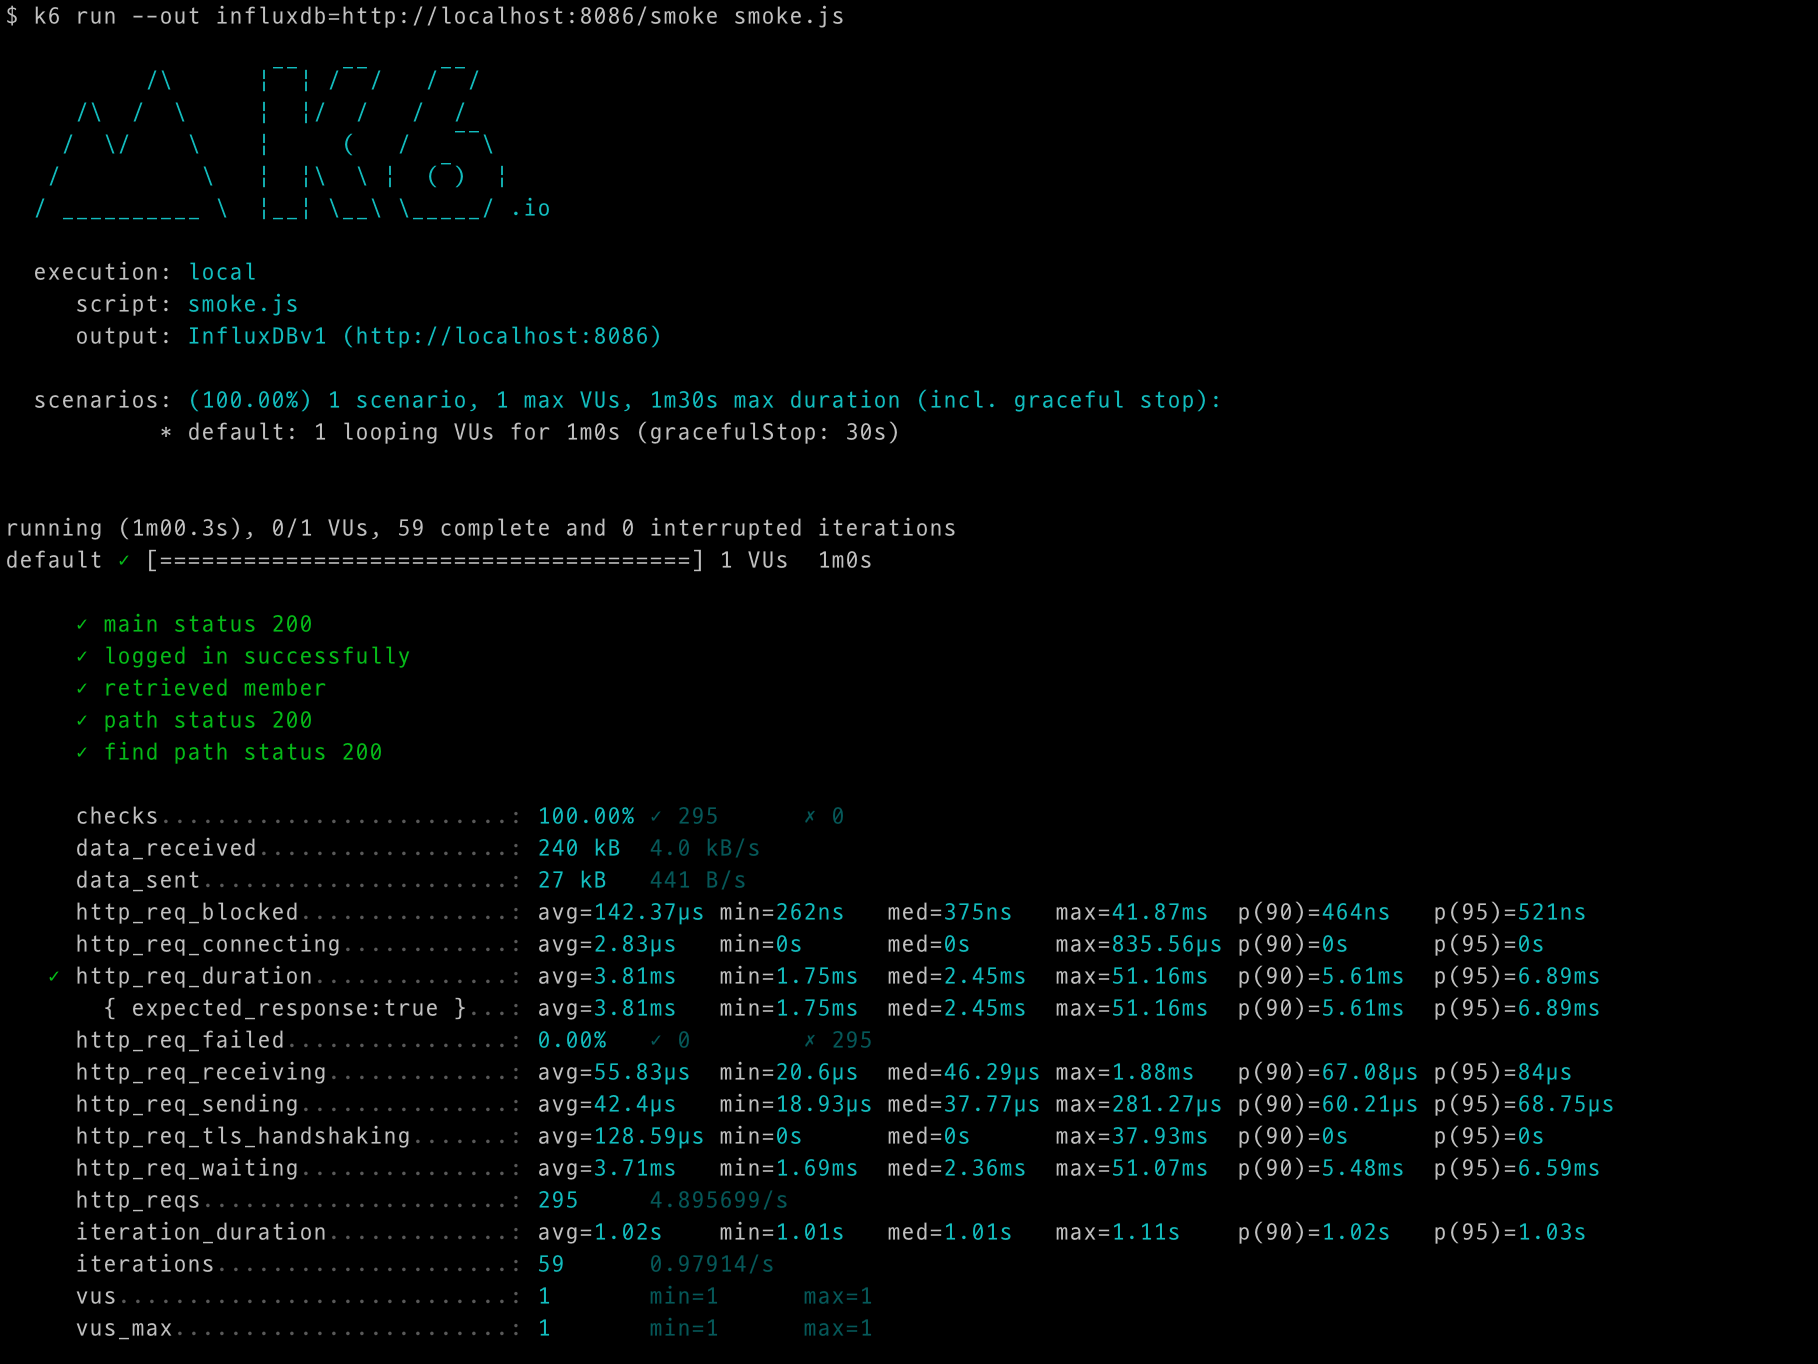 $ k6 run --out influxdb=http://localhost:8086/smoke smoke.js
.io
execution: local
script: smoke.js
output: InfluxDBv1 (http://localhost:8086)
scenarios: (100.00%) 1 scenario, 1 max VUs, 1m30s max duration (incl. graceful stop):
* default: 1 looping VUs for 1m0s (gracefulStop: 30s)
running (1m00.3s), 0/1 VUs, 59 complete and 0 interrupted iterations
default ✓ [======================================] 1 VUs  1m0s
✓ main status 200
✓ logged in successfully
✓ retrieved member
✓ path status 200
✓ find path status 200
checks.........................: 100.00% ✓ 295      ✗ 0
data_received..................: 240 kB  4.0 kB/s
data_sent......................: 27 kB   441 B/s
http_req_blocked...............: avg=142.37µs min=262ns   med=375ns   max=41.87ms  p(90)=464ns   p(95)=521ns
http_req_connecting............: avg=2.83µs   min=0s      med=0s      max=835.56µs p(90)=0s      p(95)=0s
✓ http_req_duration..............: avg=3.81ms   min=1.75ms  med=2.45ms  max=51.16ms  p(90)=5.61ms  p(95)=6.89ms
{ expected_response:true }...: avg=3.81ms   min=1.75ms  med=2.45ms  max=51.16ms  p(90)=5.61ms  p(95)=6.89ms
http_req_failed................: 0.00%   ✓ 0        ✗ 295
http_req_receiving.............: avg=55.83µs  min=20.6µs  med=46.29µs max=1.88ms   p(90)=67.08µs p(95)=84µs
http_req_sending...............: avg=42.4µs   min=18.93µs med=37.77µs max=281.27µs p(90)=60.21µs p(95)=68.75µs
http_req_tls_handshaking.......: avg=128.59µs min=0s      med=0s      max=37.93ms  p(90)=0s      p(95)=0s
http_req_waiting...............: avg=3.71ms   min=1.69ms  med=2.36ms  max=51.07ms  p(90)=5.48ms  p(95)=6.59ms
http_reqs......................: 295     4.895699/s
iteration_duration.............: avg=1.02s    min=1.01s   med=1.01s   max=1.11s    p(90)=1.02s   p(95)=1.03s
iterations.....................: 59      0.97914/s
vus............................: 1       min=1      max=1
vus_max........................: 1       min=1      max=1